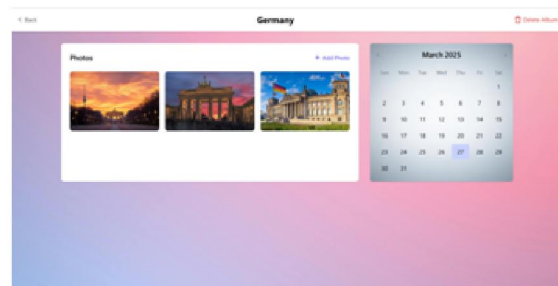 < Back
Germany
Delete Album
Photos
+ Add Photo
March 2025
Sun Mon Tue Wed Thu Fri Sat
1
2 3 4 5 6 7 8
9 10 11 12 13 14 15
16 17 18 19 20 21 22
23 24 25 26 27 28 29
30 31